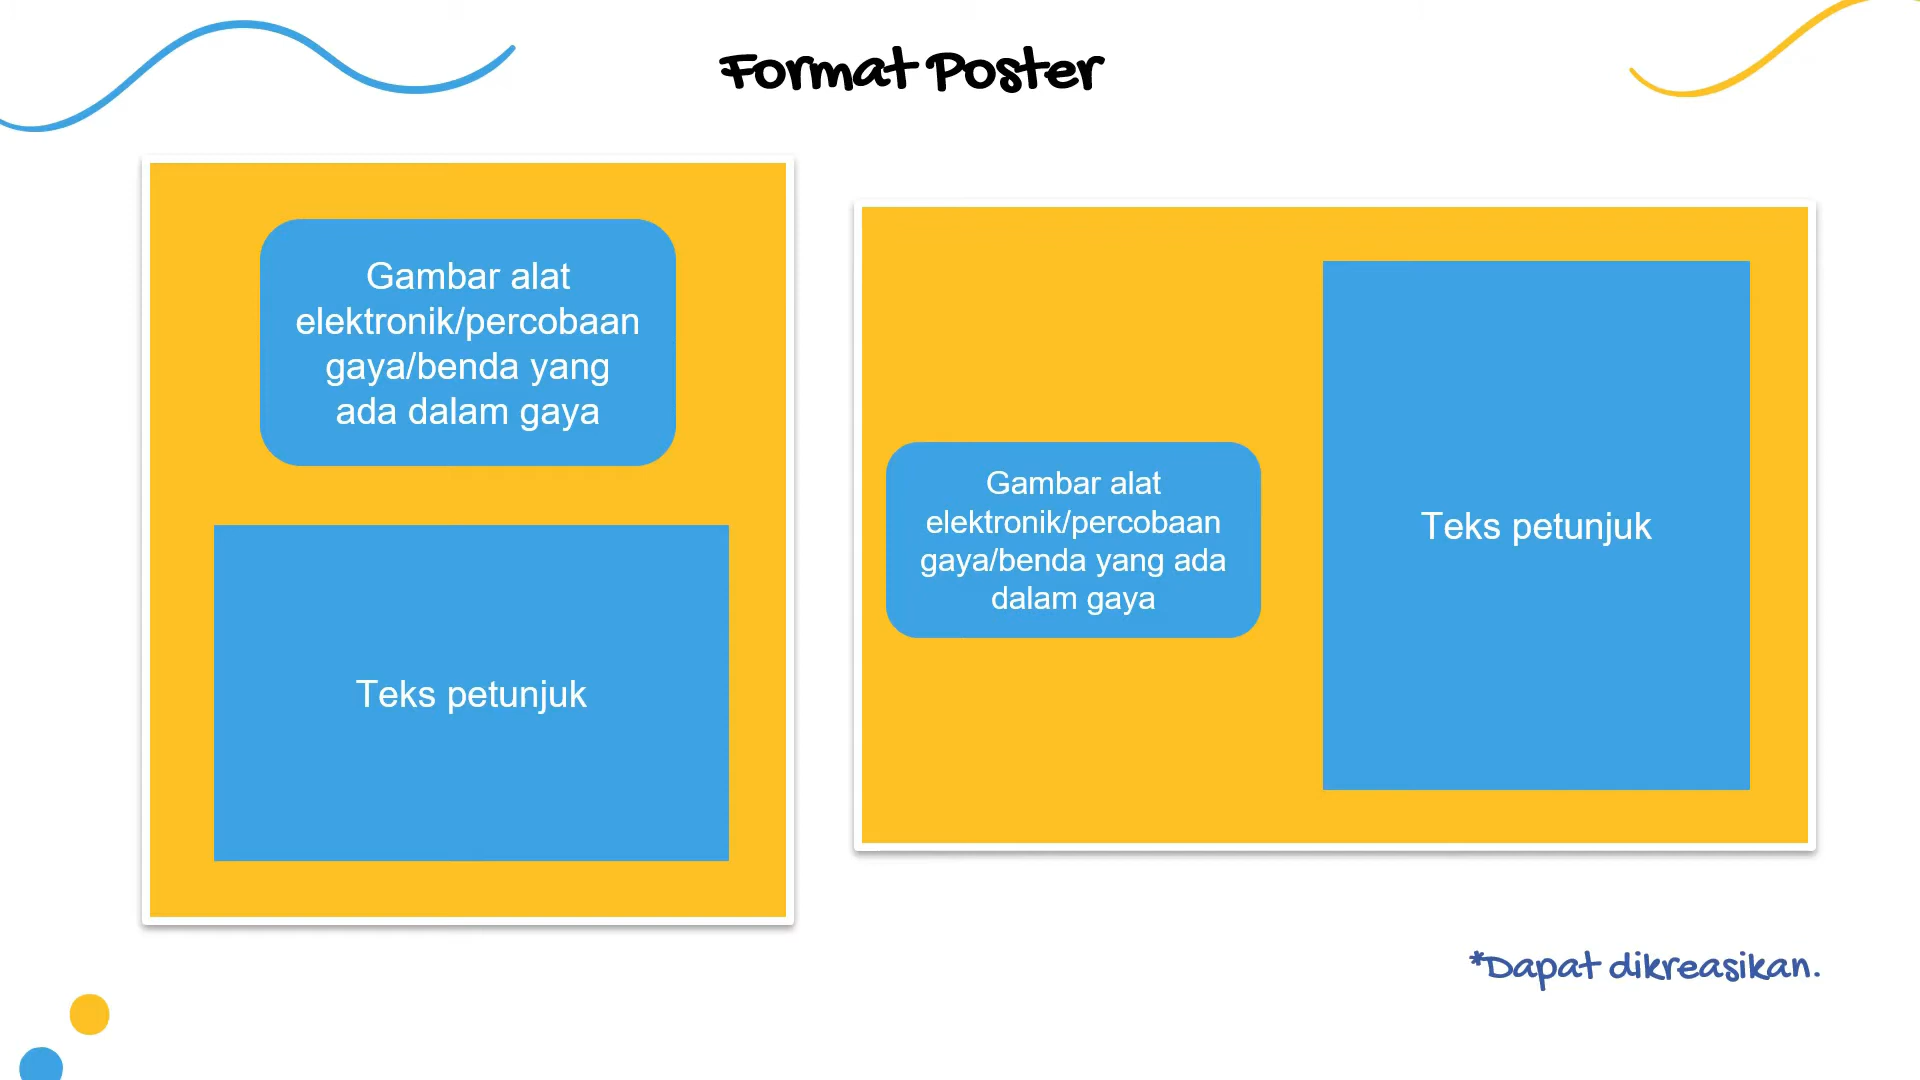 Format Poster
Gambar alat
elektronik/percobaan
gaya/benda yang
ada dalam gaya
Teks petunjuk
Gambar alat
elektronik/percobaan
gaya/benda yang ada
dalam gaya
Teks petunjuk
*Dapat dikreasikan.